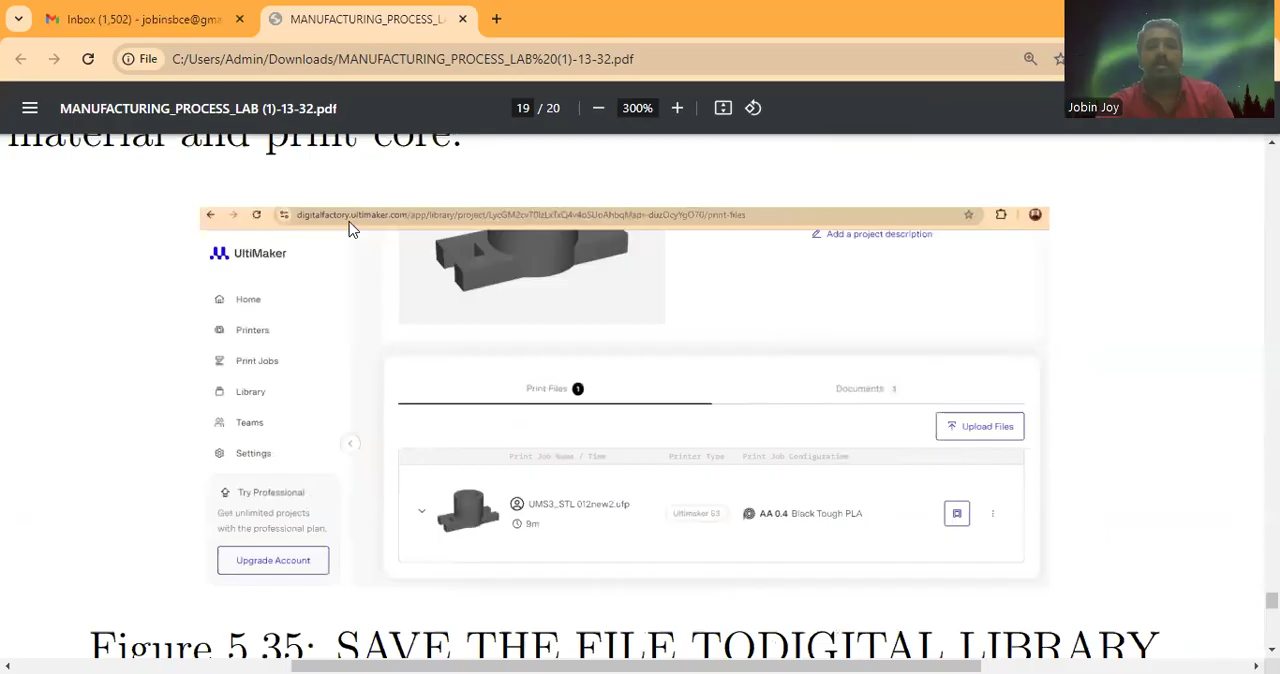 Inbox (1,502) - jobinsbce@gma
MANUFACTURING_PROCESS_LA
File C:/Users/Admin/Downloads/MANUFACTURING_PROCESS_LAB%20(1)-13-32.pdf
MANUFACTURING_PROCESS_LAB (1)-13-32.pdf
19 / 20
300%
Jobin Joy
material and print core.
UltiMaker
Add a project description
Home
Printers
Print Jobs
Library
Teams
Settings
Try Professional
Get unlimited projects
with the professional plan.
Upgrade Account
Print Files 1
Documents 1
Upload Files
Print Job Name / Time Printer Type Print Job Configuration
UMS3_STL 012new2.ufp
9m
Ultimaker S3
AA 0.4 Black Tough PLA
Figure 5.35: SAVE THE FILE TODIGITAL LIBRARY